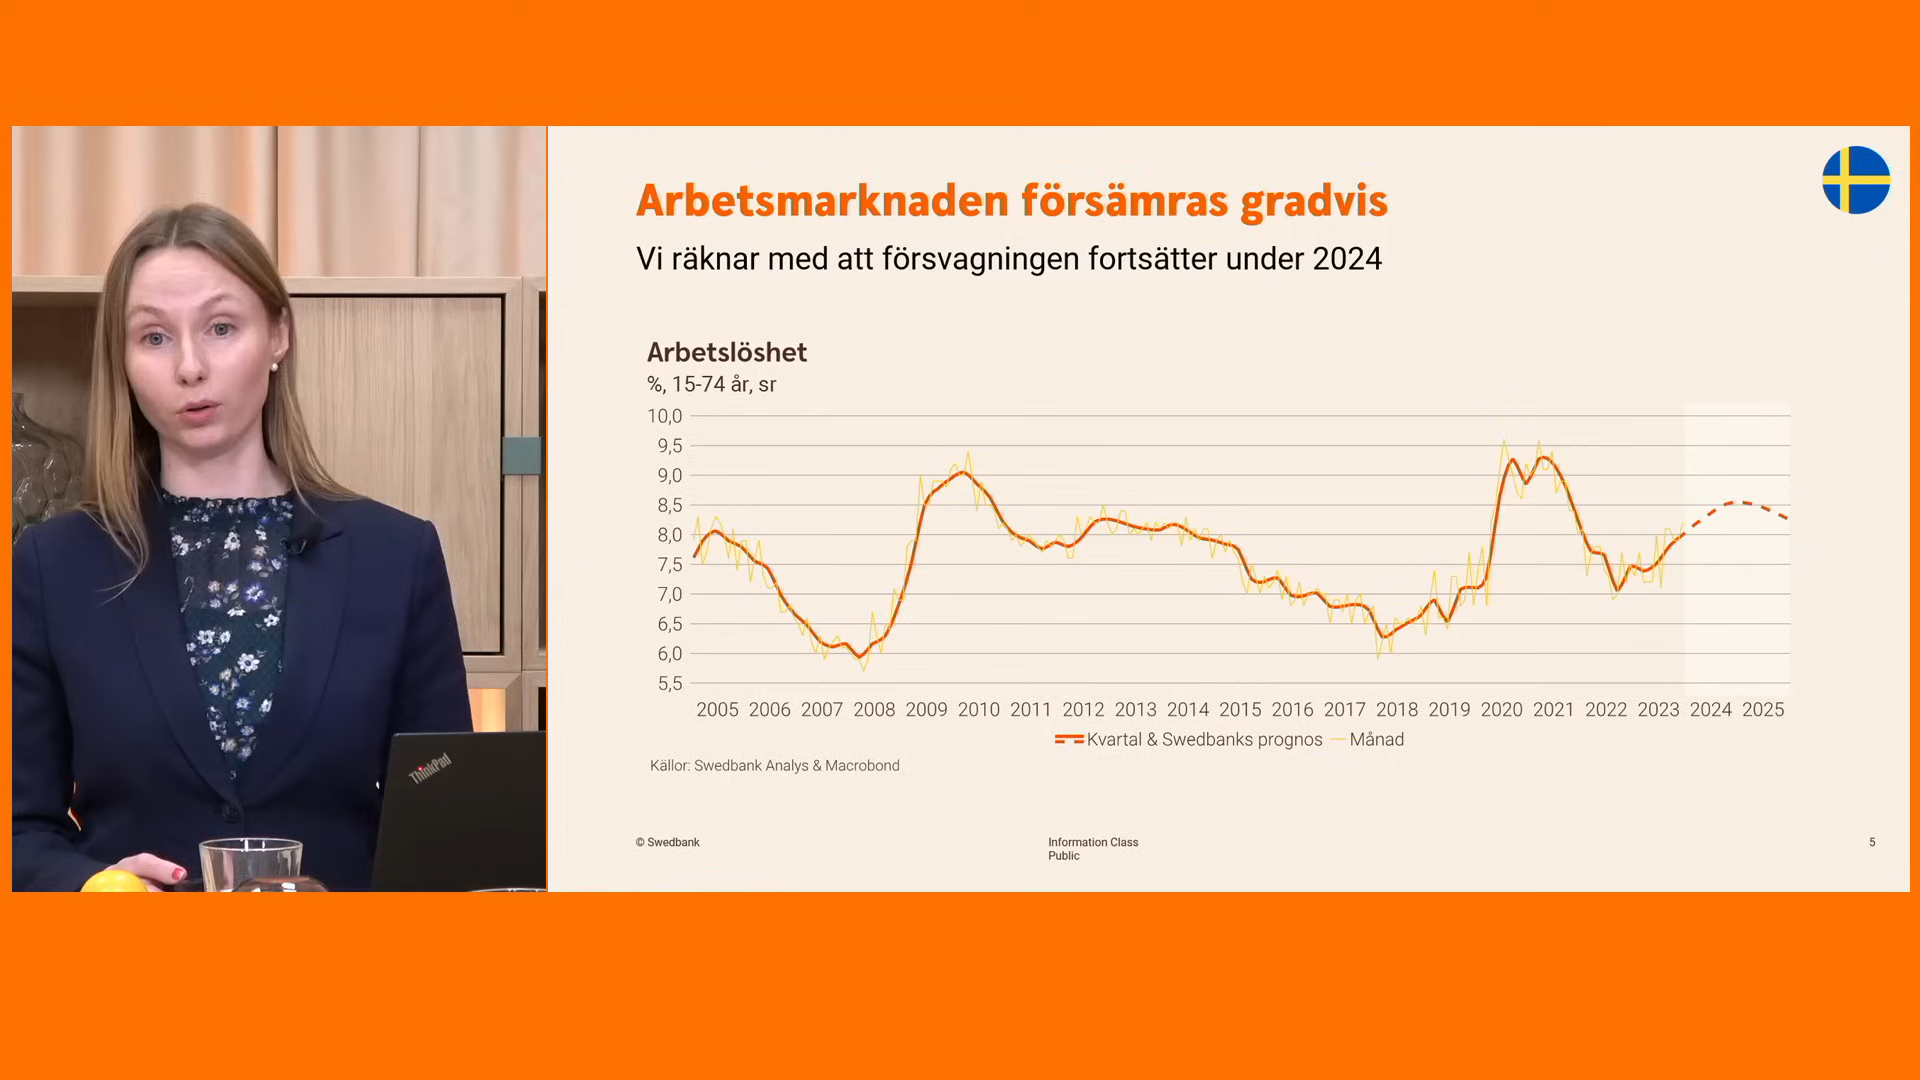 Arbetsmarknaden försämras gradvis
Vi räknar med att försvagningen fortsätter under 2024
Arbetslöshet
%, 15-74 år, sr
10,0
9,5
9,0
8,5
8,0
7,5
7,0
6,5
6,0
5,5
2005 2006 2007 2008 2009 2010 2011 2012 2013 2014 2015 2016 2017 2018 2019 2020 2021 2022 2023 2024 2025
Kvartal & Swedbanks prognos Månad
Källor: Swedbank Analys & Macrobond
© Swedbank
Information Class
Public
5
ThinkPad